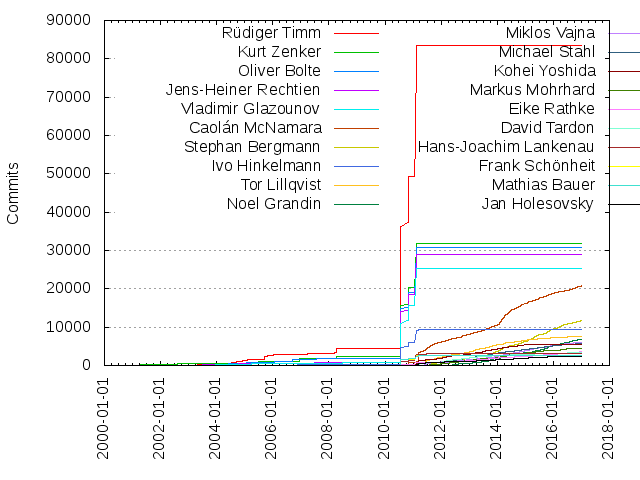 90000
80000
70000
60000
50000
40000
30000
20000
10000
0
Commits
Rüdiger Timm
Kurt Zenker
Oliver Bolte
Jens-Heiner Rechtien
Vladimir Glazounov
Caolán McNamara
Stephan Bergmann
Ivo Hinkelmann
Tor Lillqvist
Noel Grandin
Miklos Vajna
Michael Stahl
Kohei Yoshida
Markus Mohrhard
Eike Rathke
David Tardon
Hans-Joachim Lankenau
Frank Schönheit
Mathias Bauer
Jan Holesovsky
2000-01-01
2002-01-01
2004-01-01
2006-01-01
2008-01-01
2010-01-01
2012-01-01
2014-01-01
2016-01-01
2018-01-01